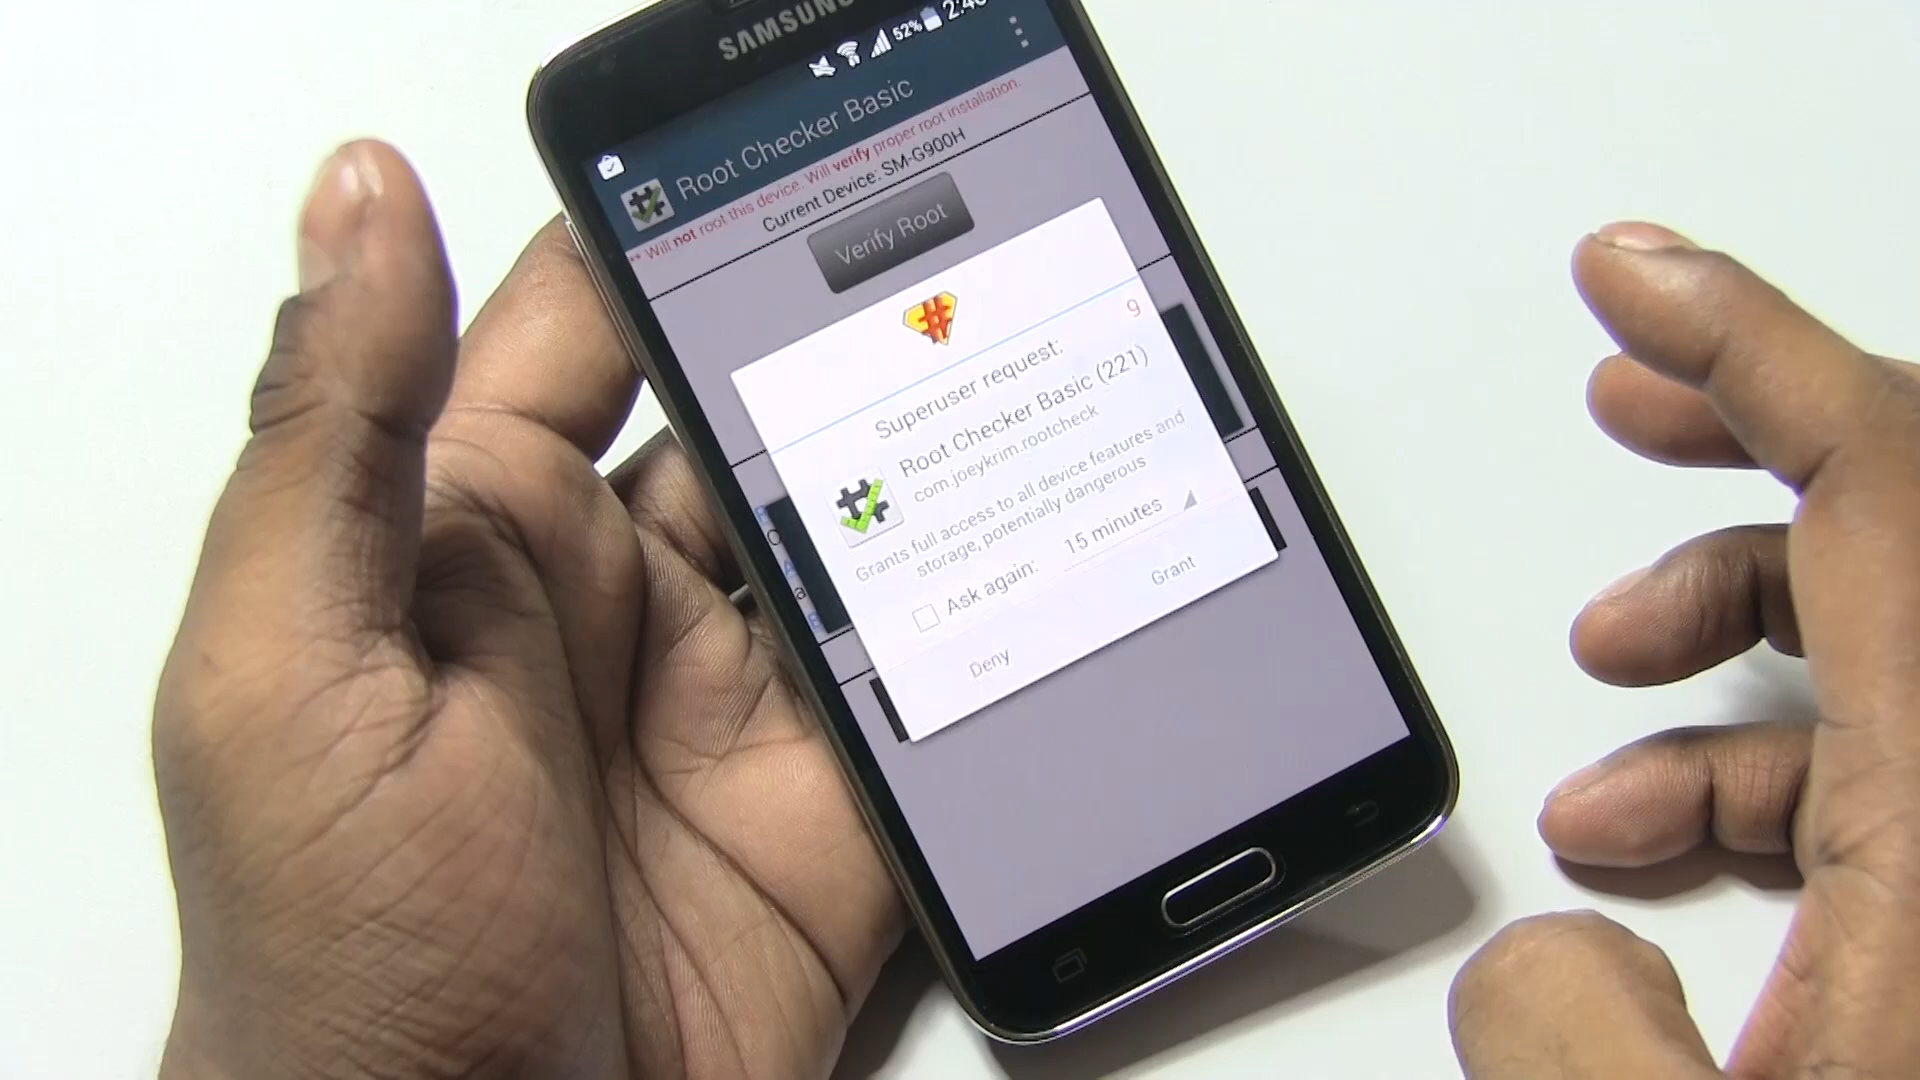 SAMSUNG
52%
Root Checker Basic
** Will not root this device. Will verify proper root installation.
Current Device: SM-G900H
Verify Root
9
Superuser request:
Root Checker Basic (221)
com.joeykrim.rootcheck
Grants full access to all device features and
storage, potentially dangerous
Ask again: 15 minutes
Deny Grant